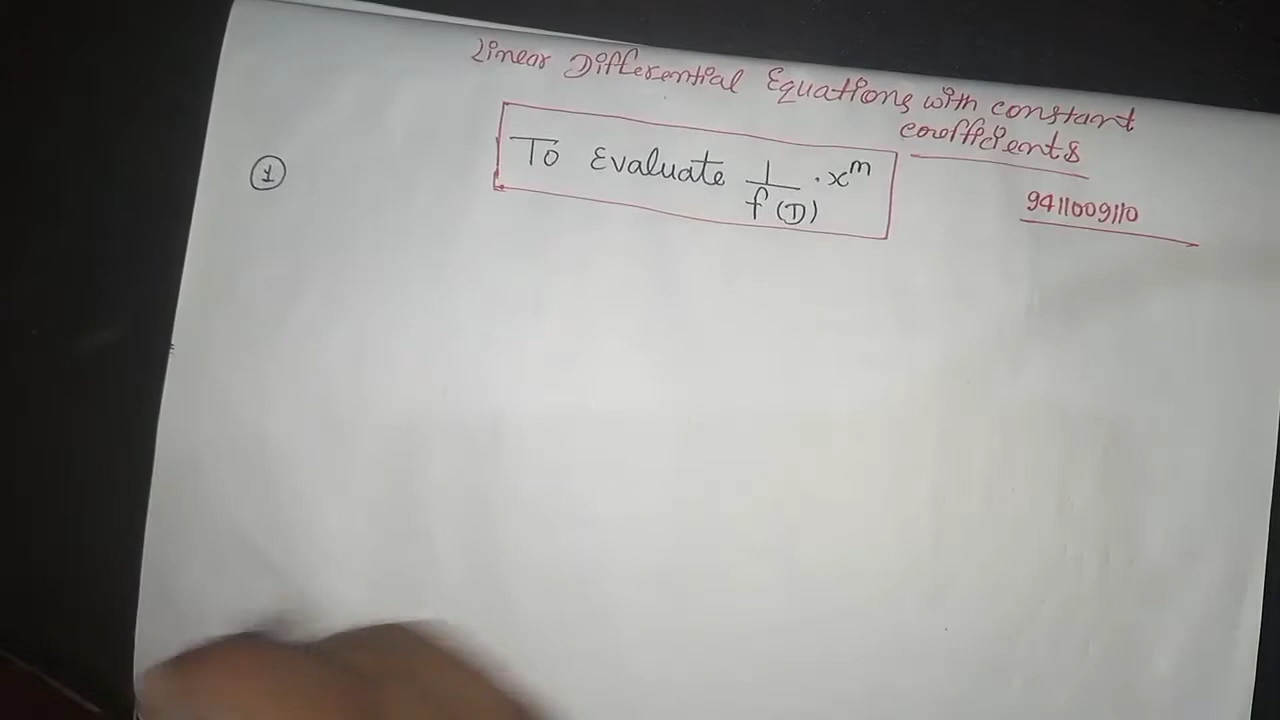 Linear Differential Equations with constant
coefficients
① To Evaluate 1/f(D) · x^m
9411009110